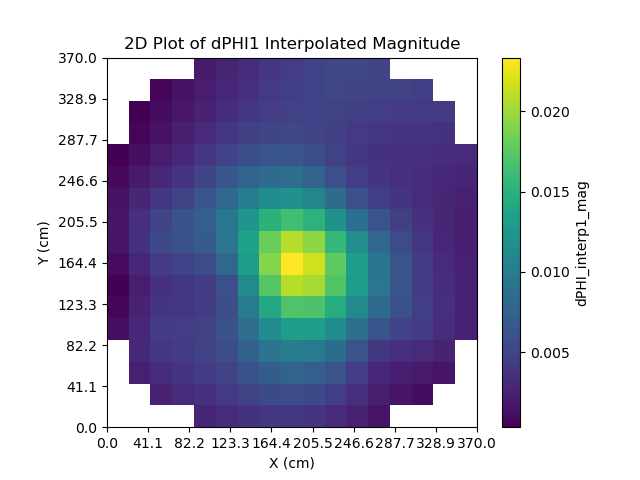 2D Plot of dPHI1 Interpolated Magnitude
370.0
328.9
287.7
246.6
205.5
164.4
123.3
82.2
41.1
0.0
Y (cm)
0.0 41.1 82.2 123.3 164.4 205.5 246.6 287.7 328.9 370.0
X (cm)
0.020
0.015
0.010
0.005
dPHI_interp1_mag